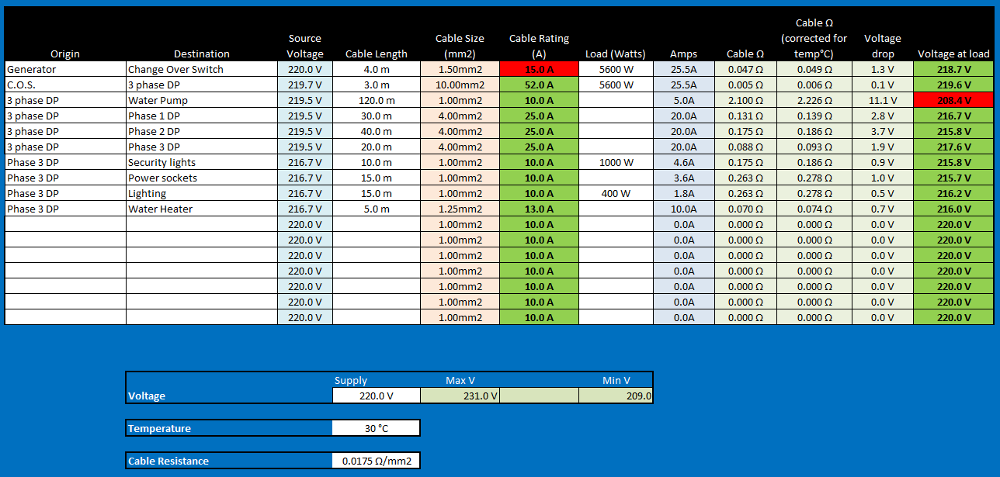 Origin Destination Source Voltage Cable Length Cable Size (mm2) Cable Rating (A) Load (Watts) Amps Cable Ω Cable Ω (corrected for temp°C) Voltage drop Voltage at load
Generator Change Over Switch 220.0 V 4.0 m 1.50mm2 15.0 A 5600 W 25.5A 0.047 Ω 0.049 Ω 1.3 V 218.7 V
C.O.S. 3 phase DP 219.7 V 3.0 m 10.00mm2 52.0 A 5600 W 25.5A 0.005 Ω 0.006 Ω 0.1 V 219.6 V
3 phase DP Water Pump 219.5 V 120.0 m 1.00mm2 10.0 A 5.0A 2.100 Ω 2.226 Ω 11.1 V 208.4 V
3 phase DP Phase 1 DP 219.5 V 30.0 m 4.00mm2 25.0 A 20.0A 0.131 Ω 0.139 Ω 2.8 V 216.7 V
3 phase DP Phase 2 DP 219.5 V 40.0 m 4.00mm2 25.0 A 20.0A 0.175 Ω 0.186 Ω 3.7 V 215.8 V
3 phase DP Phase 3 DP 219.5 V 20.0 m 4.00mm2 25.0 A 20.0A 0.088 Ω 0.093 Ω 1.9 V 217.6 V
Phase 3 DP Security lights 216.7 V 10.0 m 1.00mm2 10.0 A 1000 W 4.6A 0.175 Ω 0.186 Ω 0.9 V 215.8 V
Phase 3 DP Power sockets 216.7 V 15.0 m 1.00mm2 10.0 A 3.6A 0.263 Ω 0.278 Ω 1.0 V 215.7 V
Phase 3 DP Lighting 216.7 V 15.0 m 1.00mm2 10.0 A 400 W 1.8A 0.263 Ω 0.278 Ω 0.5 V 216.2 V
Phase 3 DP Water Heater 216.7 V 5.0 m 1.25mm2 13.0 A 10.0A 0.070 Ω 0.074 Ω 0.7 V 216.0 V
220.0 V 1.00mm2 10.0 A 0.0A 0.000 Ω 0.000 Ω 0.0 V 220.0 V
220.0 V 1.00mm2 10.0 A 0.0A 0.000 Ω 0.000 Ω 0.0 V 220.0 V
220.0 V 1.00mm2 10.0 A 0.0A 0.000 Ω 0.000 Ω 0.0 V 220.0 V
220.0 V 1.00mm2 10.0 A 0.0A 0.000 Ω 0.000 Ω 0.0 V 220.0 V
220.0 V 1.00mm2 10.0 A 0.0A 0.000 Ω 0.000 Ω 0.0 V 220.0 V
220.0 V 1.00mm2 10.0 A 0.0A 0.000 Ω 0.000 Ω 0.0 V 220.0 V
220.0 V 1.00mm2 10.0 A 0.0A 0.000 Ω 0.000 Ω 0.0 V 220.0 V
Supply Max V Min V
Voltage 220.0 V 231.0 V 209.0
Temperature 30 °C
Cable Resistance 0.0175 Ω/mm2